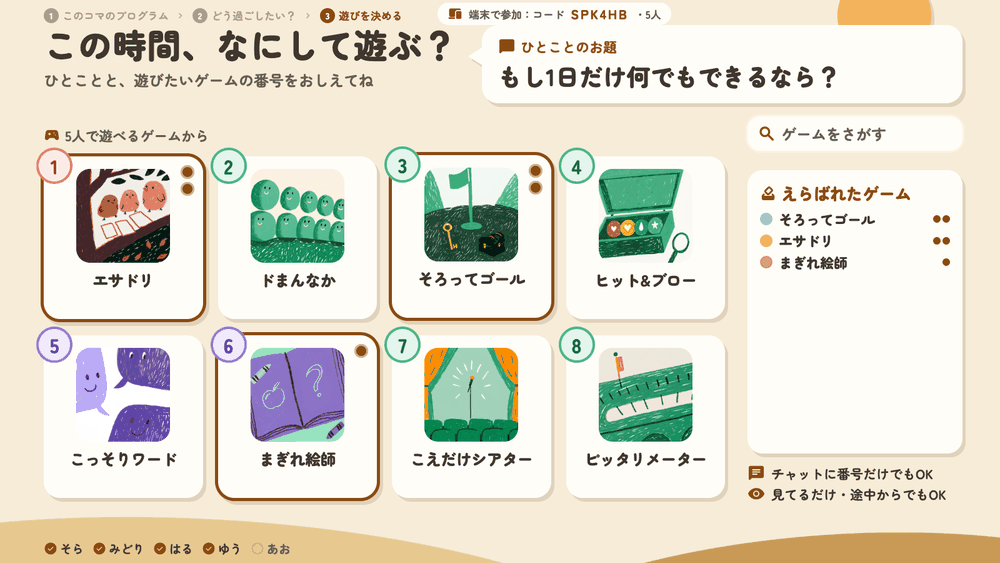 1 このコマのプログラム > 2 どう過ごしたい？ > 3 遊びを決める
端末で参加：コード SPK4HB ・5人
この時間、なにして遊ぶ？
ひとことと、遊びたいゲームの番号をおしえてね
ひとことのお題
もし1日だけ何でもできるなら？
5人で遊べるゲームから
ゲームをさがす
1
エサドリ
2
ドまんなか
3
そろってゴール
4
ヒット&ブロー
5
こっそりワード
6
まぎれ絵師
7
こえだけシアター
8
ピッタリメーター
えらばれたゲーム
そろってゴール
エサドリ
まぎれ絵師
チャットに番号だけでもOK
見てるだけ・途中からでもOK
そら みどり はる ゆう あお